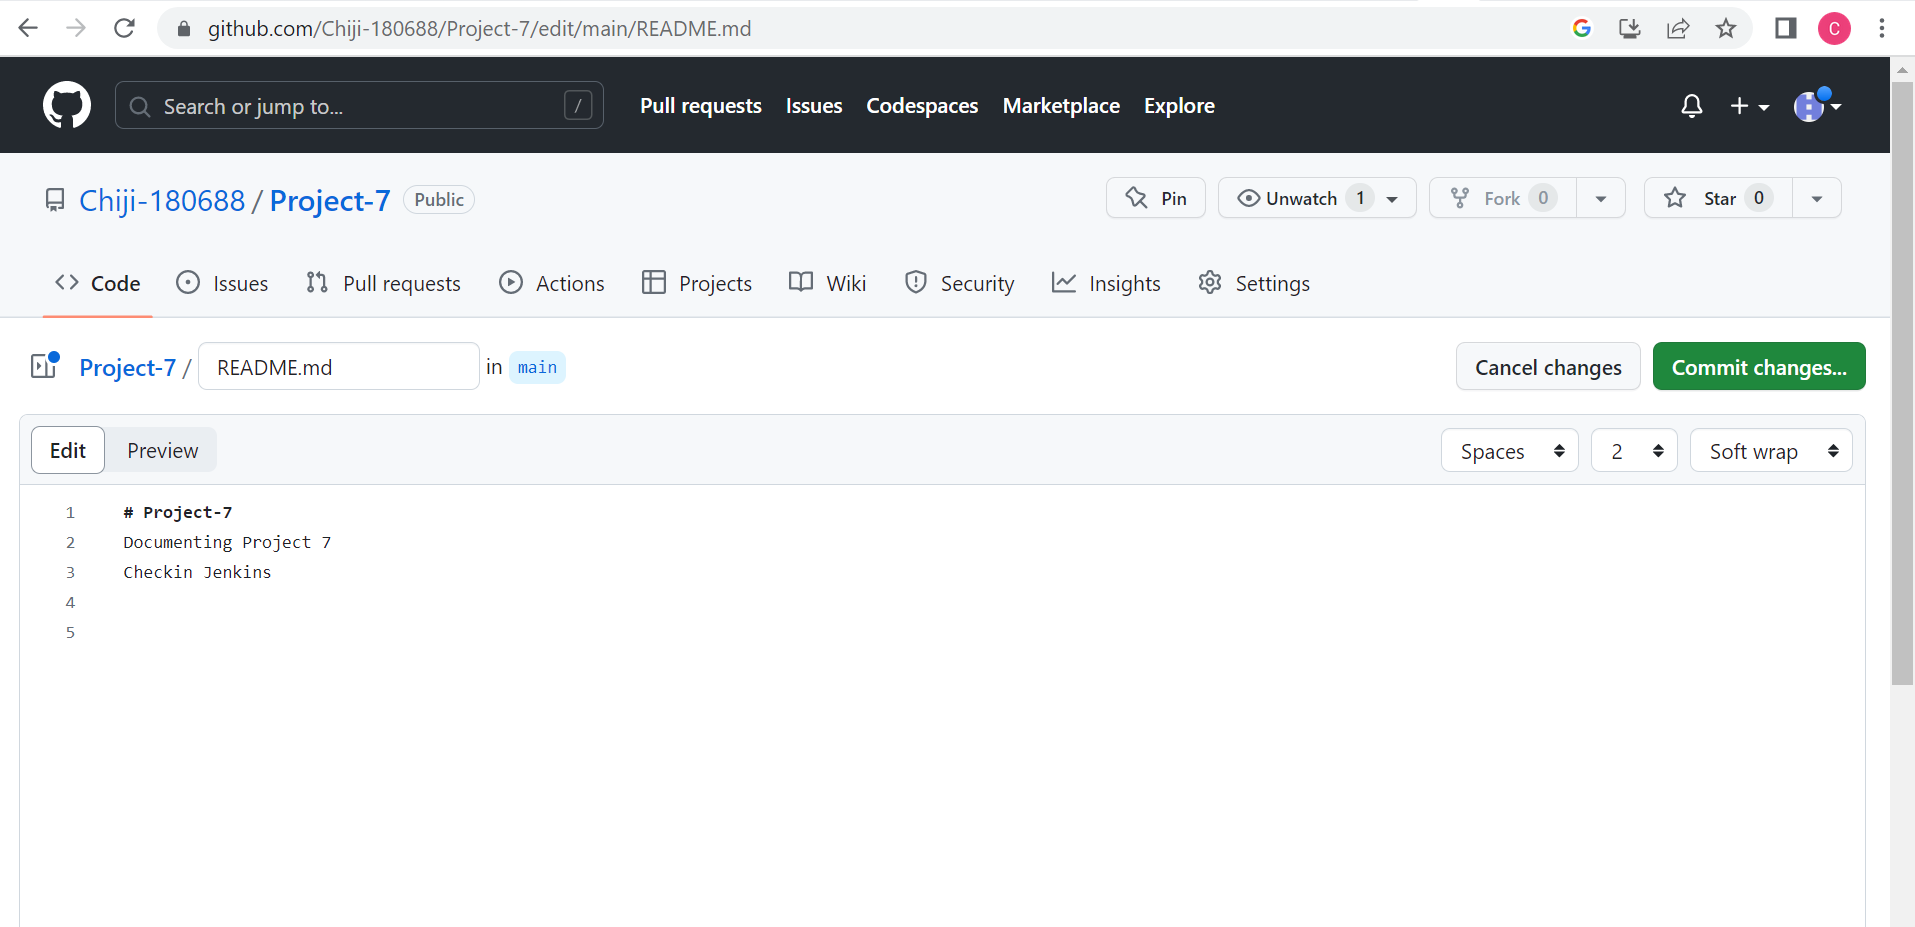 github.com/Chiji-180688/Project-7/edit/main/README.md
C
Search or jump to...
/
Pull requests Issues Codespaces Marketplace Explore
Chiji-180688 / Project-7 Public
Pin Unwatch 1 Fork 0 Star 0
Code Issues Pull requests Actions Projects Wiki Security Insights Settings
Project-7 / README.md in main Cancel changes Commit changes...
Edit Preview Spaces 2 Soft wrap
1 # Project-7
2 Documenting Project 7
3 Checkin Jenkins
4
5